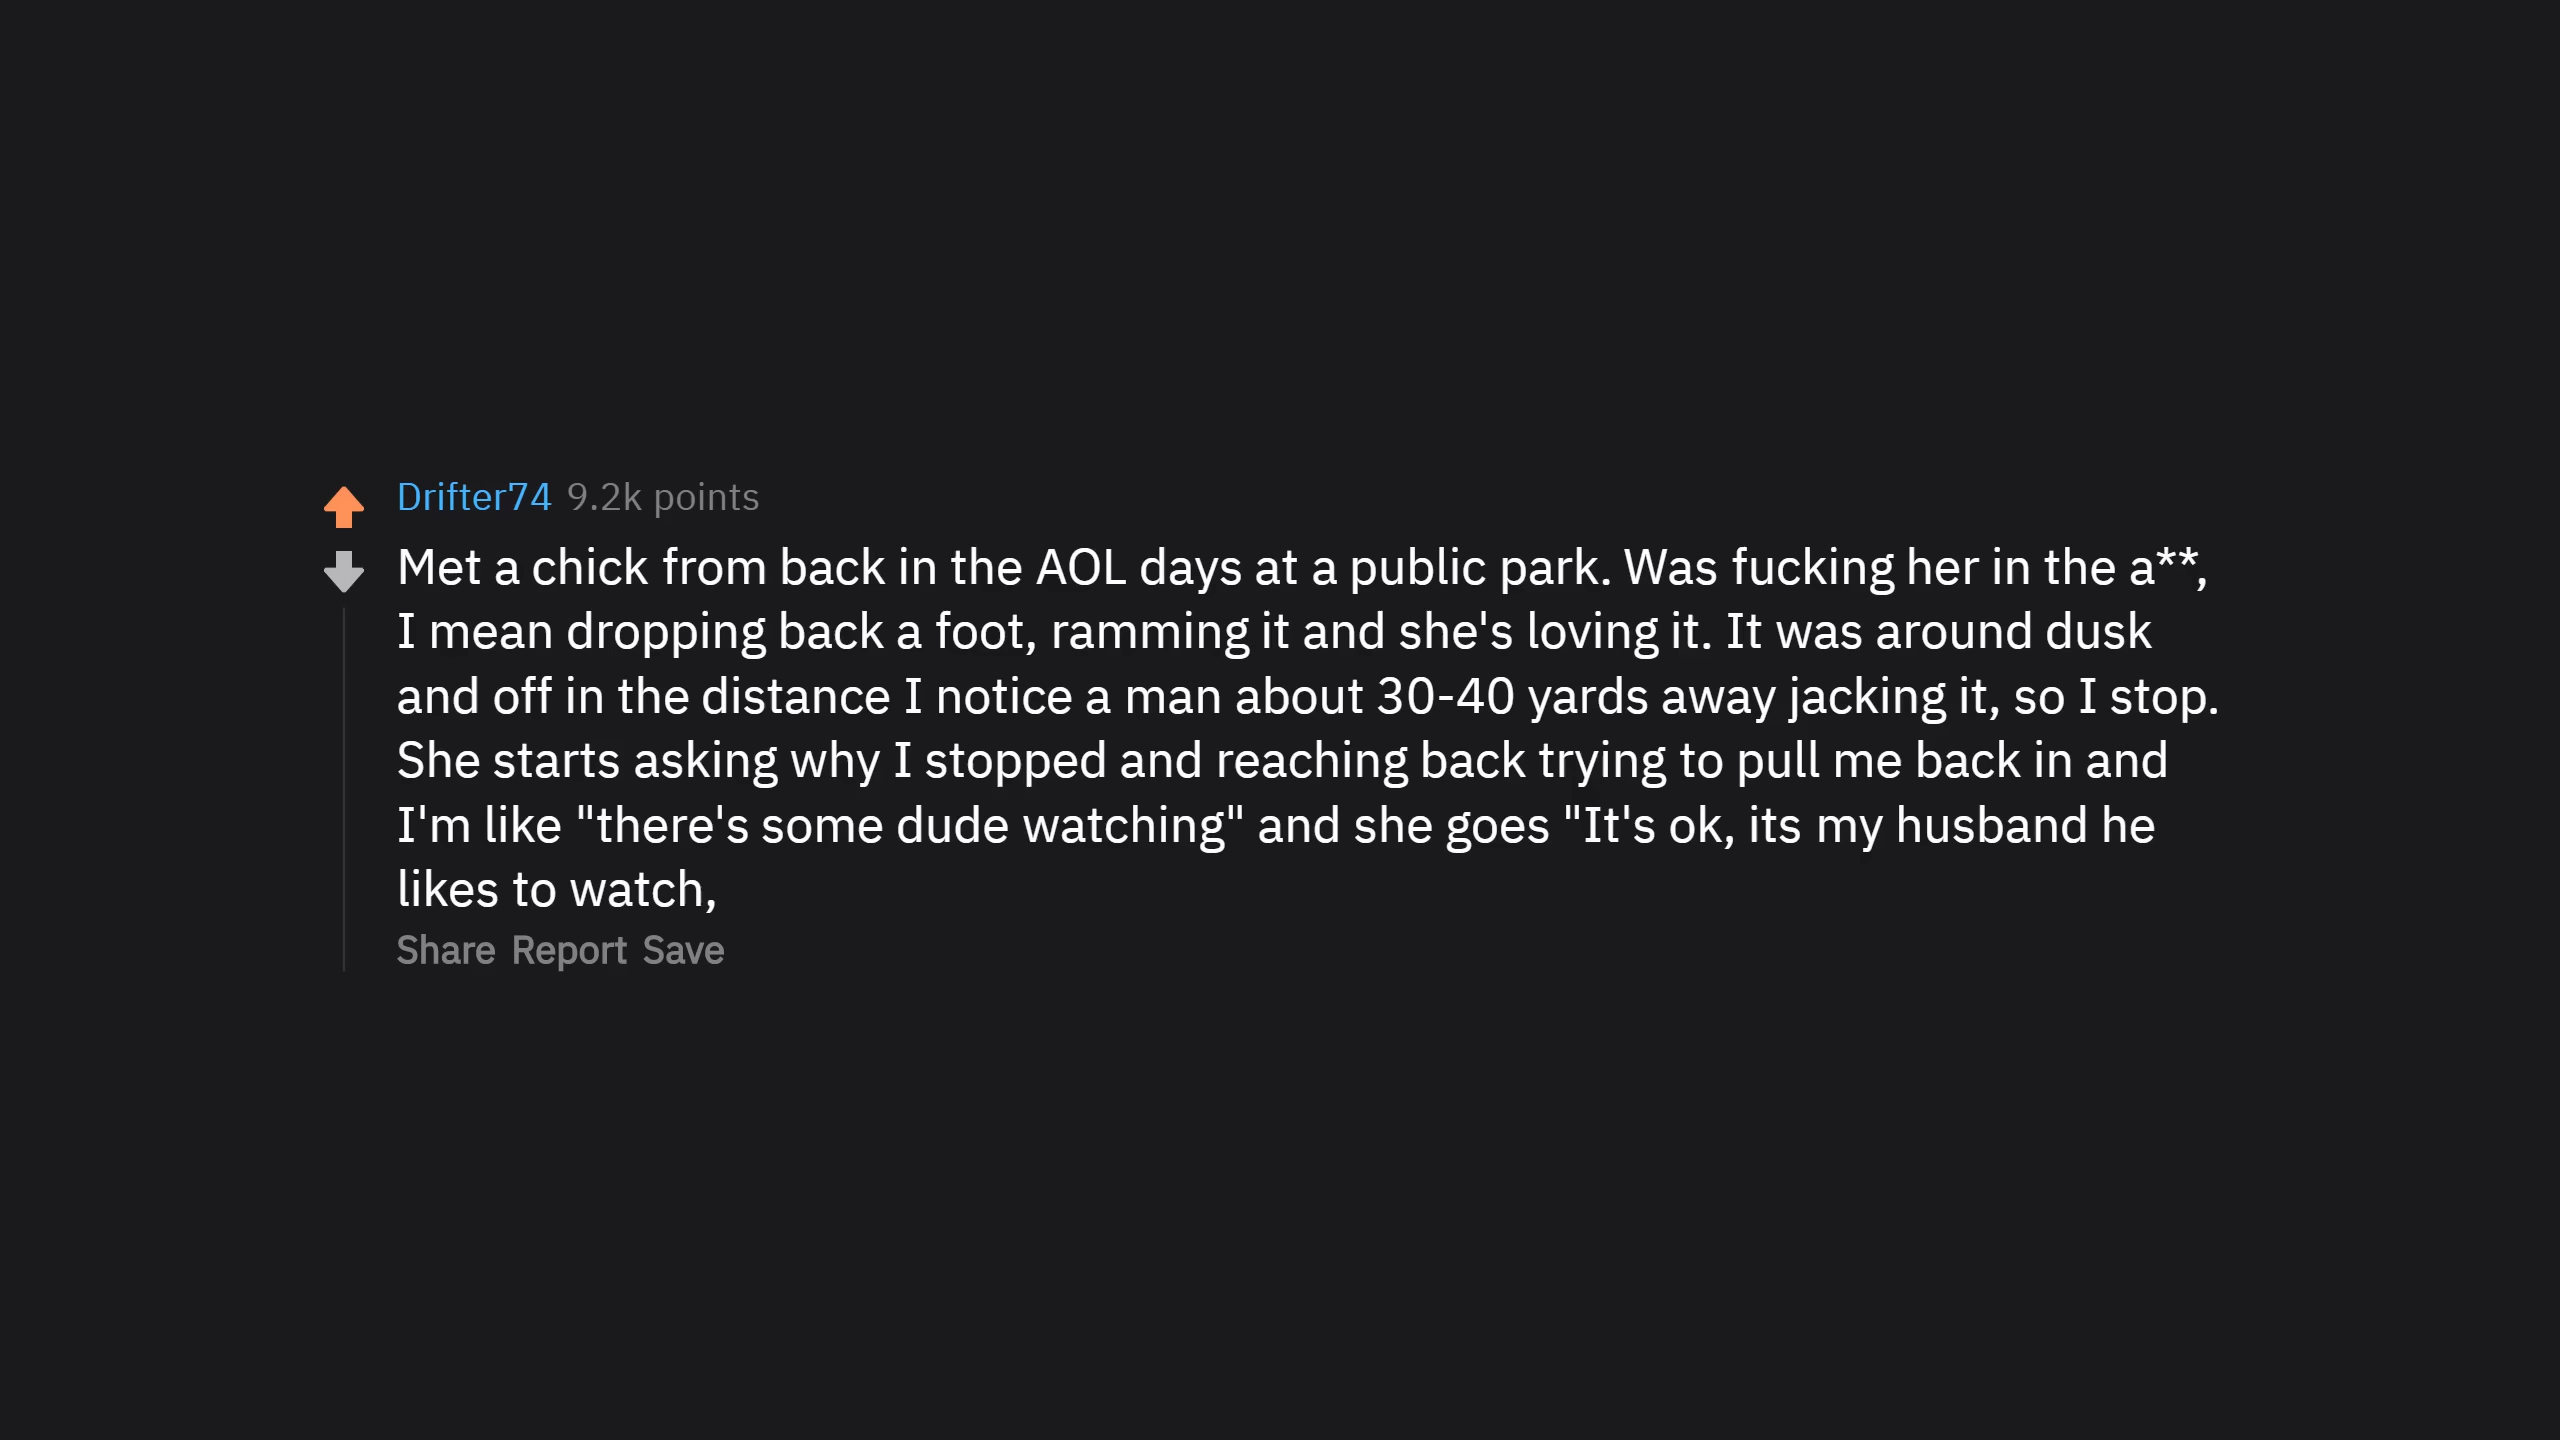 Drifter74 9.2k points
Met a chick from back in the AOL days at a public park. Was fucking her in the a**,
I mean dropping back a foot, ramming it and she's loving it. It was around dusk
and off in the distance I notice a man about 30-40 yards away jacking it, so I stop.
She starts asking why I stopped and reaching back trying to pull me back in and
I'm like "there's some dude watching" and she goes "It's ok, its my husband he
likes to watch,
Share Report Save